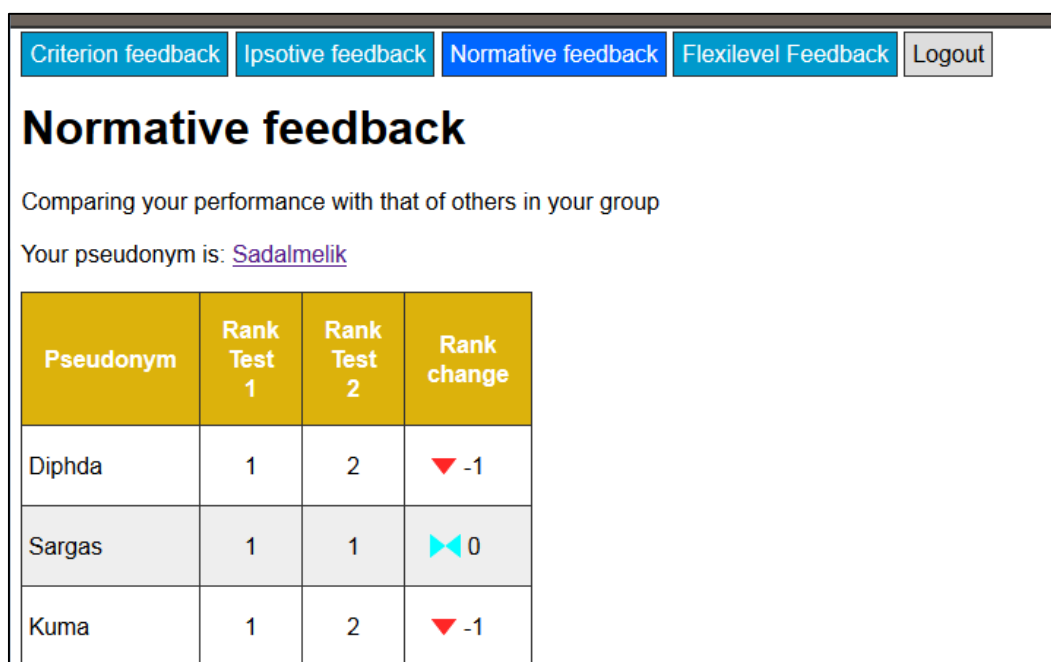 Criterion feedback Ipsotive feedback Normative feedback Flexilevel Feedback Logout
Normative feedback
Comparing your performance with that of others in your group
Your pseudonym is: Sadalmelik
Pseudonym Rank Test 1 Rank Test 2 Rank change
Diphda 1 2 -1
Sargas 1 1 0
Kuma 1 2 -1